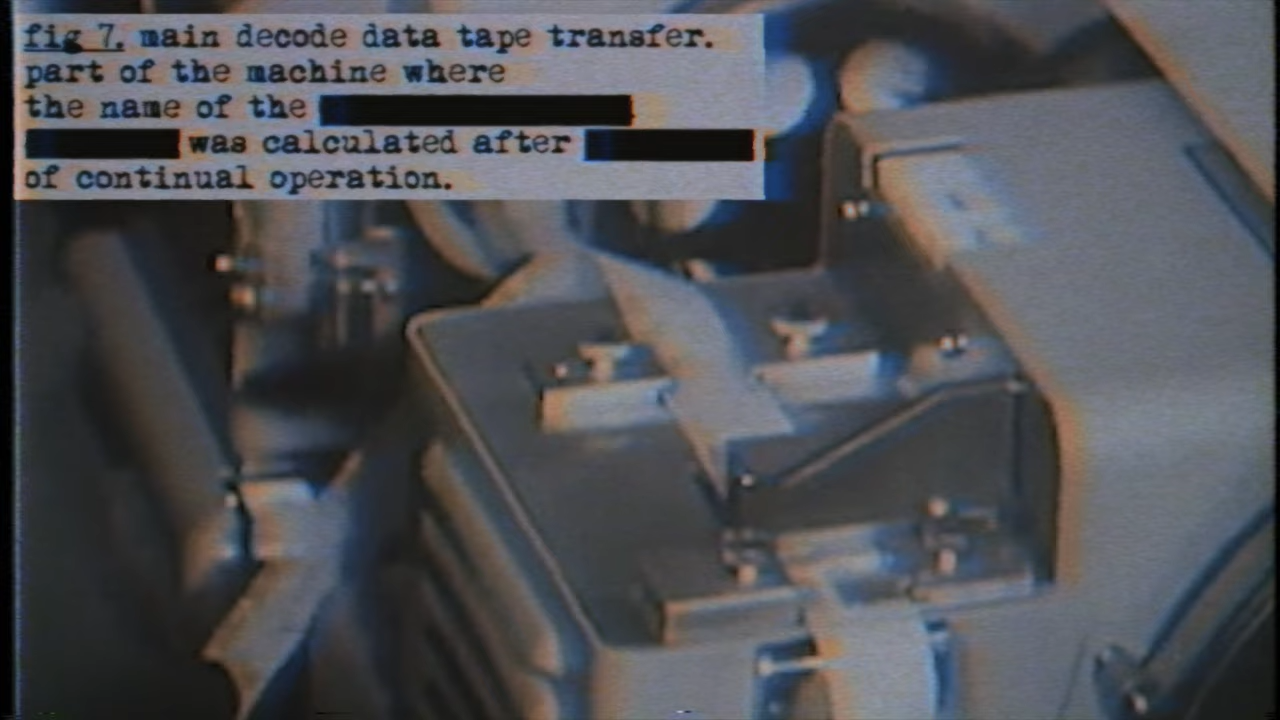 fig 7. main decode data tape transfer.
part of the machine where
the name of the
was calculated after
of continual operation.